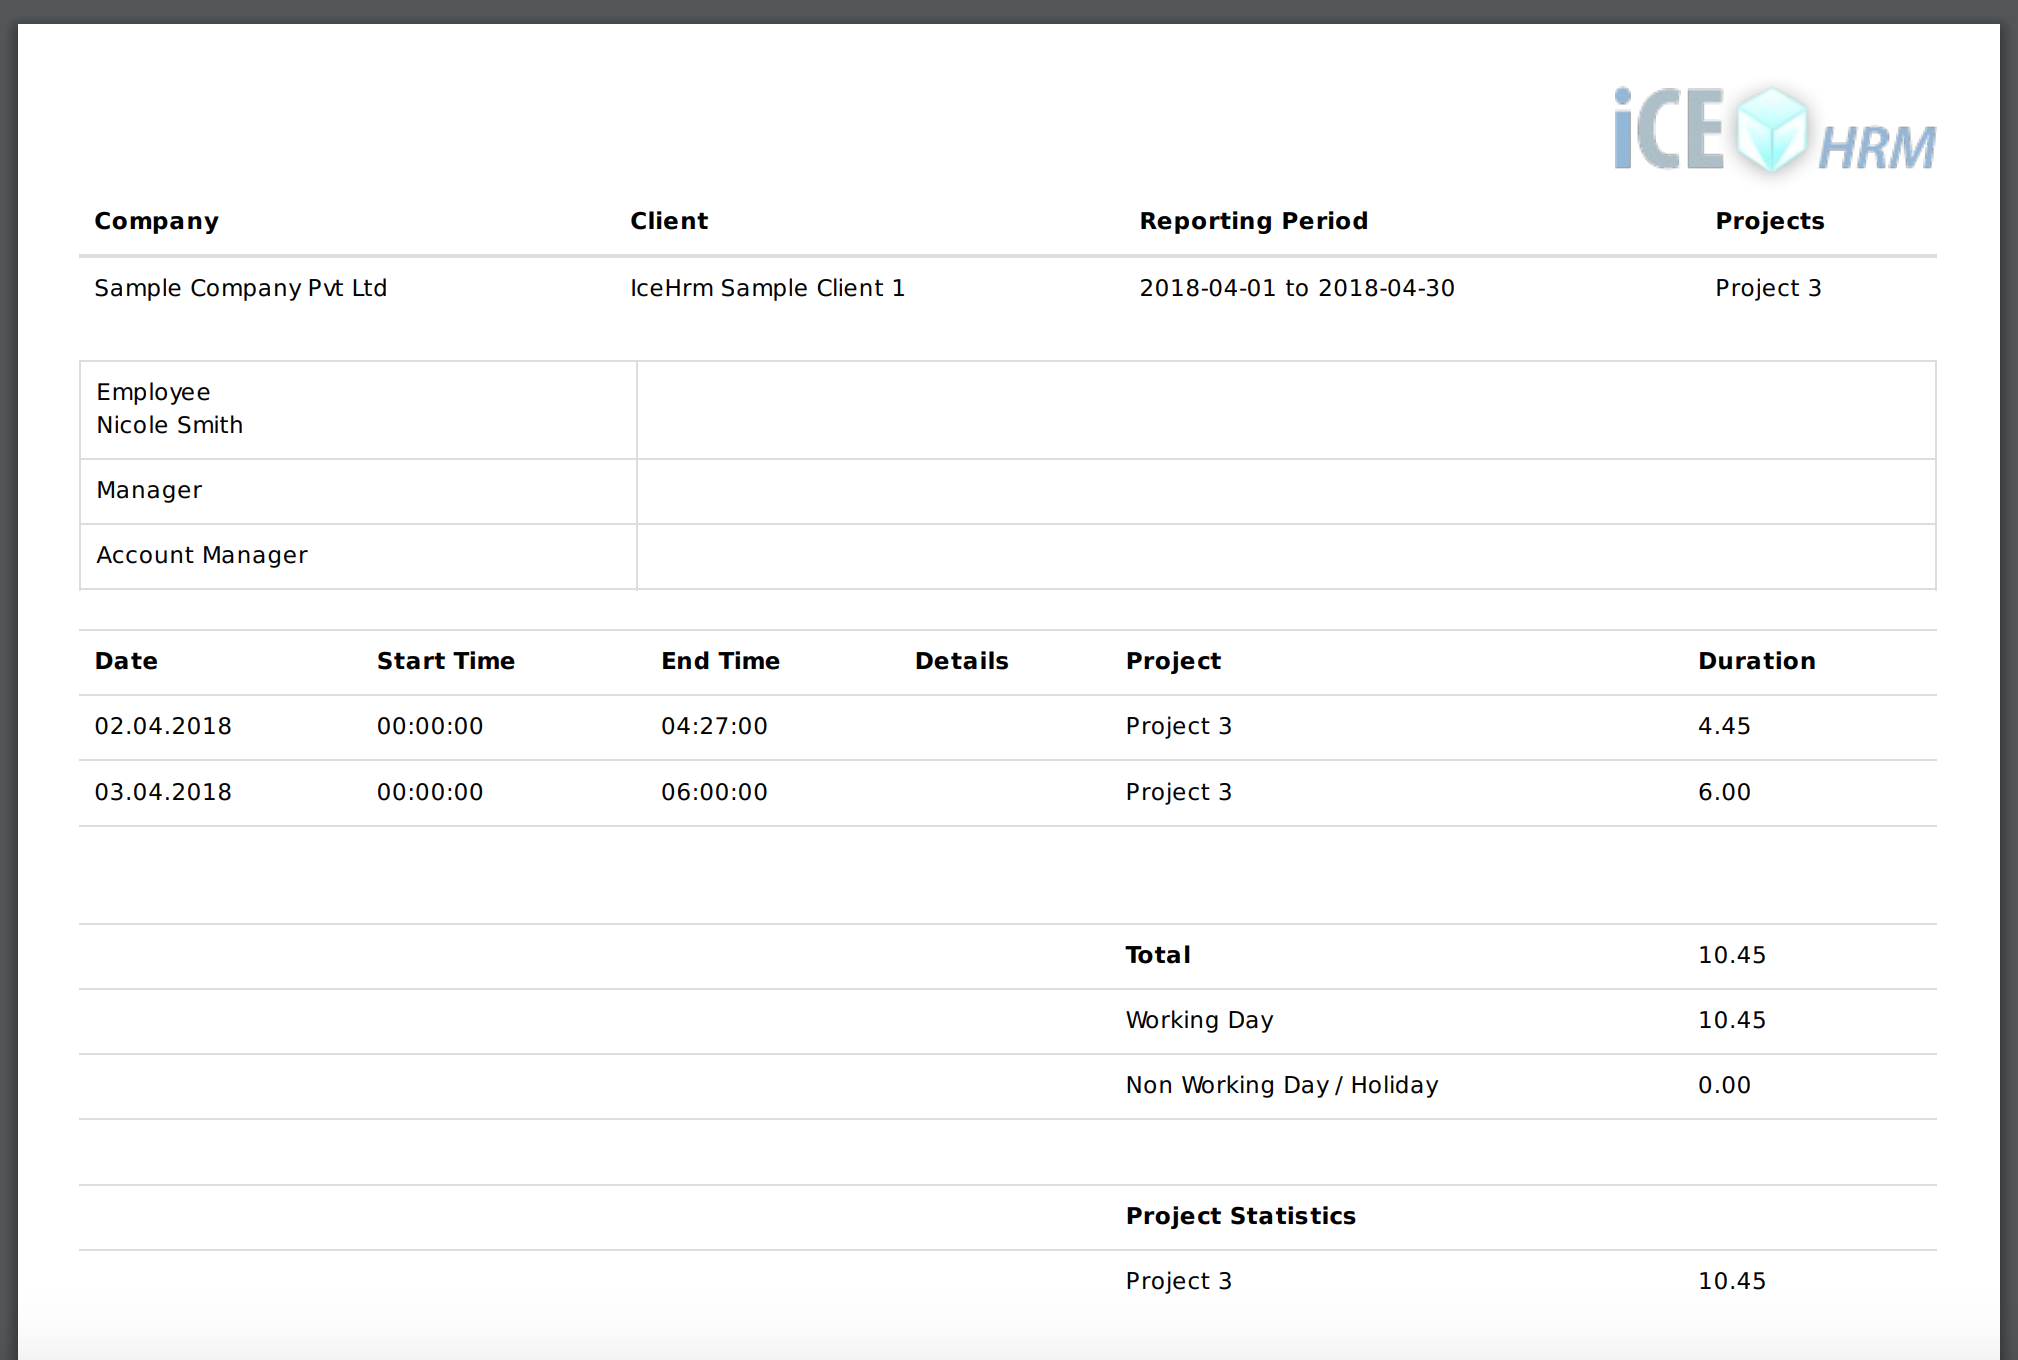 iCE HRM
Company Client Reporting Period Projects
Sample Company Pvt Ltd IceHrm Sample Client 1 2018-04-01 to 2018-04-30 Project 3
Employee
Nicole Smith
Manager
Account Manager
Date Start Time End Time Details Project Duration
02.04.2018 00:00:00 04:27:00 Project 3 4.45
03.04.2018 00:00:00 06:00:00 Project 3 6.00
Total 10.45
Working Day 10.45
Non Working Day / Holiday 0.00
Project Statistics
Project 3 10.45